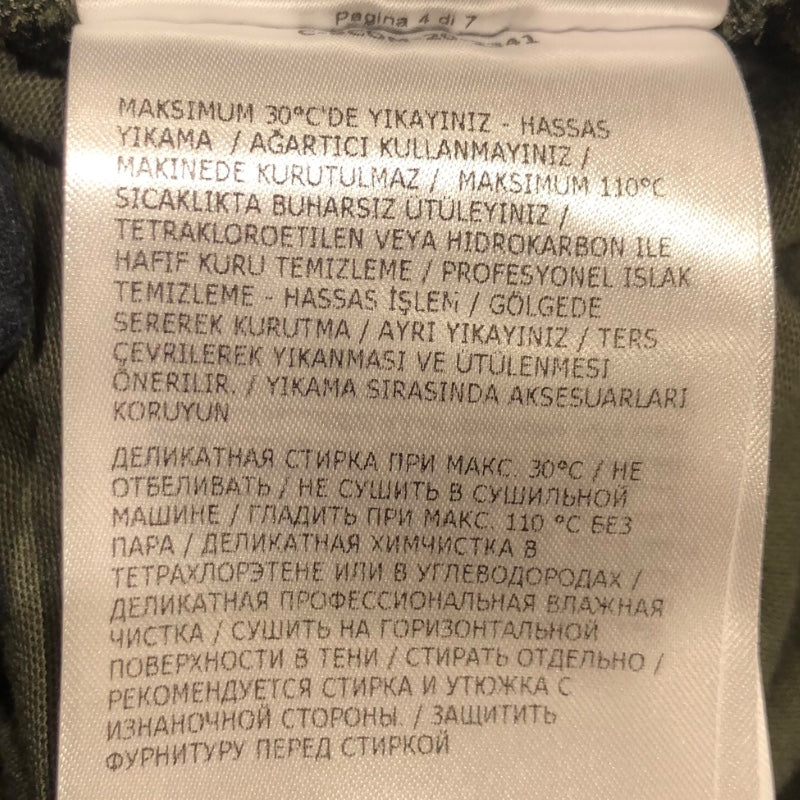 Pagina 4 di 7
MAKSIMUM 30°C'DE YIKAYINIZ - HASSAS
YIKAMA / AĞARTICI KULLANMAYINIZ /
MAKINEDE KURUTULMAZ / MAKSIMUM 110°C
SICAKLIKTA BUHARSIZ ÜTÜLEYINIZ /
TETRAKLOROETILEN VEYA HIDROKARBON ILE
HAFIF KURU TEMIZLEME / PROFESYONEL ISLAK
TEMIZLEME - HASSAS İŞLEM / GÖLGEDE
SEREREK KURUTMA / AYRI YIKAYINIZ / TERS
ÇEVRILEREK YIKANMASI VE ÜTÜLENMESI
ÖNERILIR. / YIKAMA SIRASINDA AKSESUARLARI
KORUYUN
ДЕЛИКАТНАЯ СТИРКА ПРИ МАКС. 30°C / НЕ
ОТБЕЛИВАТЬ / НЕ СУШИТЬ В СУШИЛЬНОЙ
МАШИНЕ / ГЛАДИТЬ ПРИ МАКС. 110 °C БЕЗ
ПАРА / ДЕЛИКАТНАЯ ХИМЧИСТКА В
ТЕТРАХЛОРЭТЕНЕ ИЛИ В УГЛЕВОДОРОДАХ /
ДЕЛИКАТНАЯ ПРОФЕССИОНАЛЬНАЯ ВЛАЖНАЯ
ЧИСТКА / СУШИТЬ НА ГОРИЗОНТАЛЬНОЙ
ПОВЕРХНОСТИ В ТЕНИ / СТИРАТЬ ОТДЕЛЬНО /
РЕКОМЕНДУЕТСЯ СТИРКА И УТЮЖКА С
ИЗНАНОЧНОЙ СТОРОНЫ. / ЗАЩИТИТЬ
ФУРНИТУРУ ПЕРЕД СТИРКОЙ